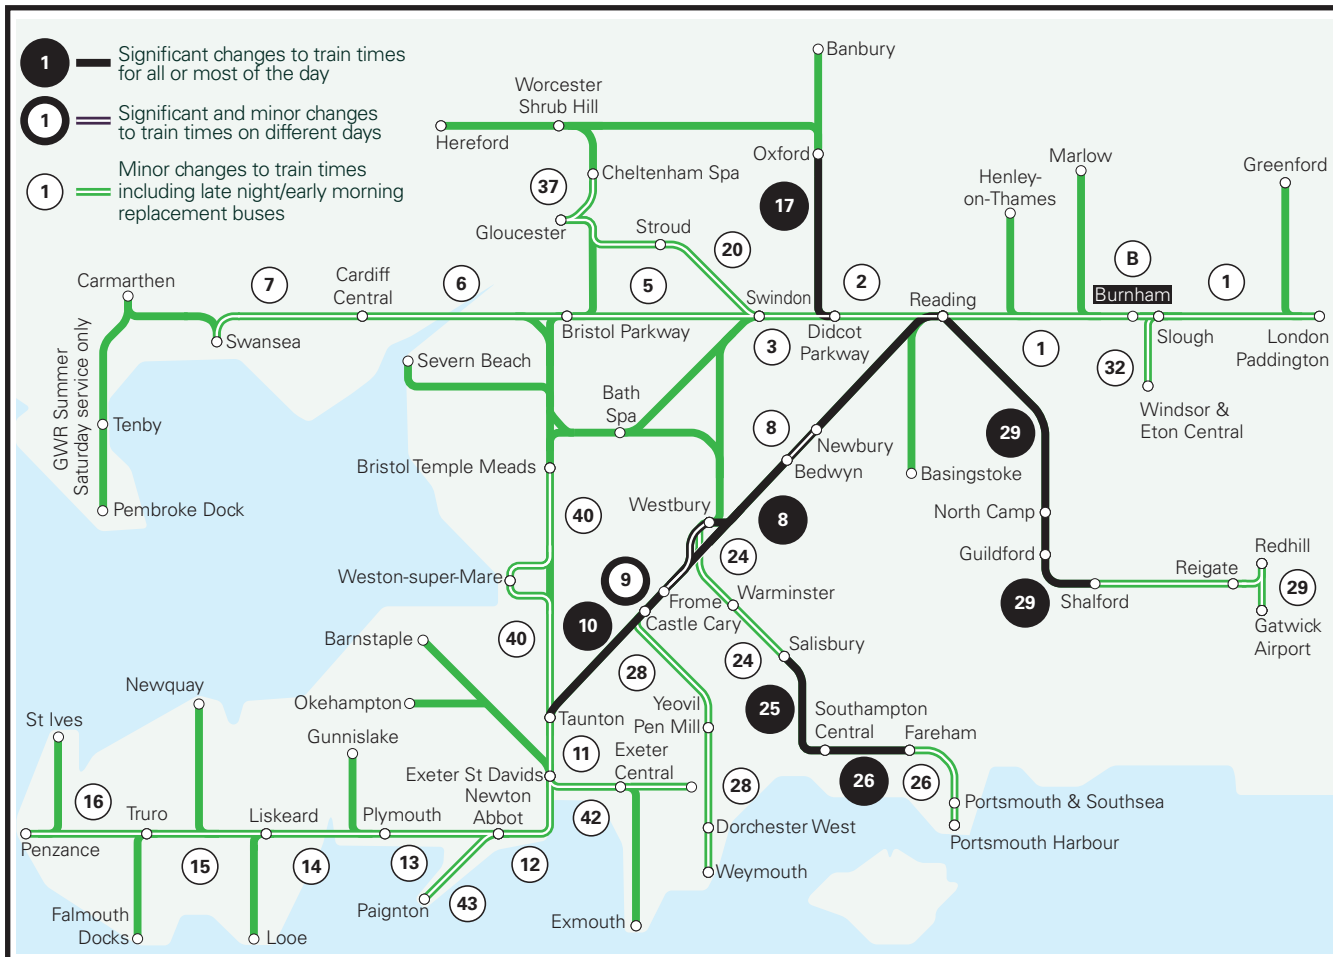 1
Significant changes to train times
for all or most of the day
1
Significant and minor changes
to train times on different days
1
Minor changes to train times
including late night/early morning
replacement buses
Banbury
Worcester
Shrub Hill
Hereford
Oxford
Marlow
Greenford
Henley-
on-Thames
37
Cheltenham Spa
17
Gloucester
Stroud
20
B
Carmarthen
7
Cardiff
Central
6
5
Swindon
2
Reading
Burnham
1
Swansea
Bristol Parkway
3
Didcot
Parkway
1
Slough
London
Paddington
Severn Beach
32
GWR Summer
Saturday service only
Bath
Spa
Windsor &
Eton Central
Tenby
8
Newbury
29
Bristol Temple Meads
Bedwyn
Basingstoke
Pembroke Dock
Westbury
40
8
North Camp
24
Guildford
Redhill
Weston-super-Mare
9
Reigate
Frome
Warminster
29
Shalford
29
Castle Cary
10
Gatwick
Airport
Barnstaple
40
Salisbury
24
28
Newquay
Okehampton
Yeovil
Pen Mill
25
Southampton
Central
St Ives
Taunton
Fareham
Gunnislake
11
Exeter
Central
Exeter St Davids
26
26
28
Newton
Abbot
16
42
Portsmouth & Southsea
Truro
Liskeard
Plymouth
Dorchester West
Penzance
Portsmouth Harbour
15
14
13
12
Weymouth
43
Paignton
Falmouth
Docks
Looe
Exmouth